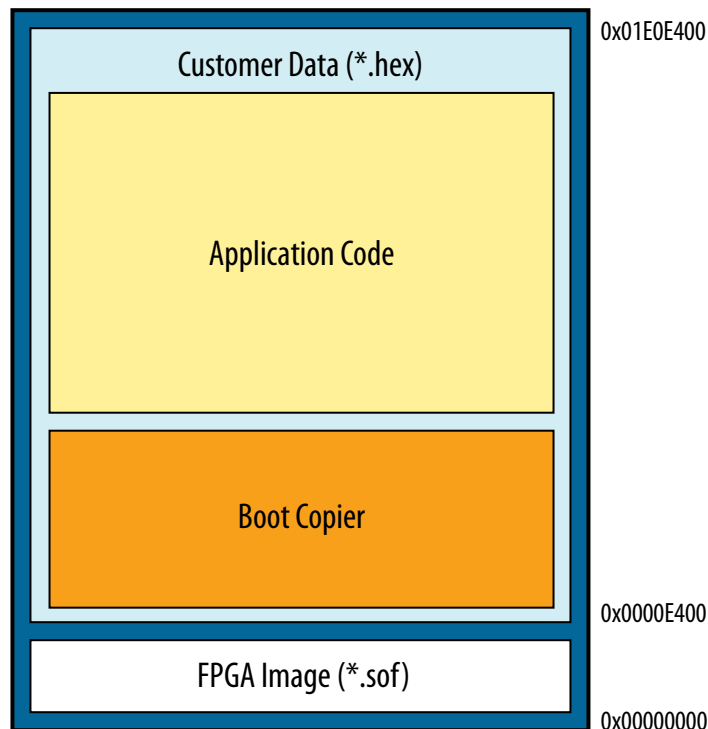 0x01E0E400
Customer Data (*.hex)
Application Code
Boot Copier
0x0000E400
FPGA Image (*.sof)
0x00000000